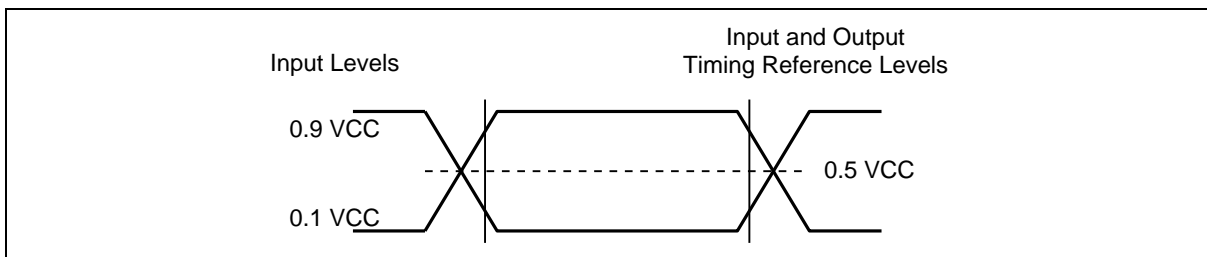 Input and Output
Input Levels
Timing Reference Levels
0.9 VCC
0.5 VCC
0.1 VCC